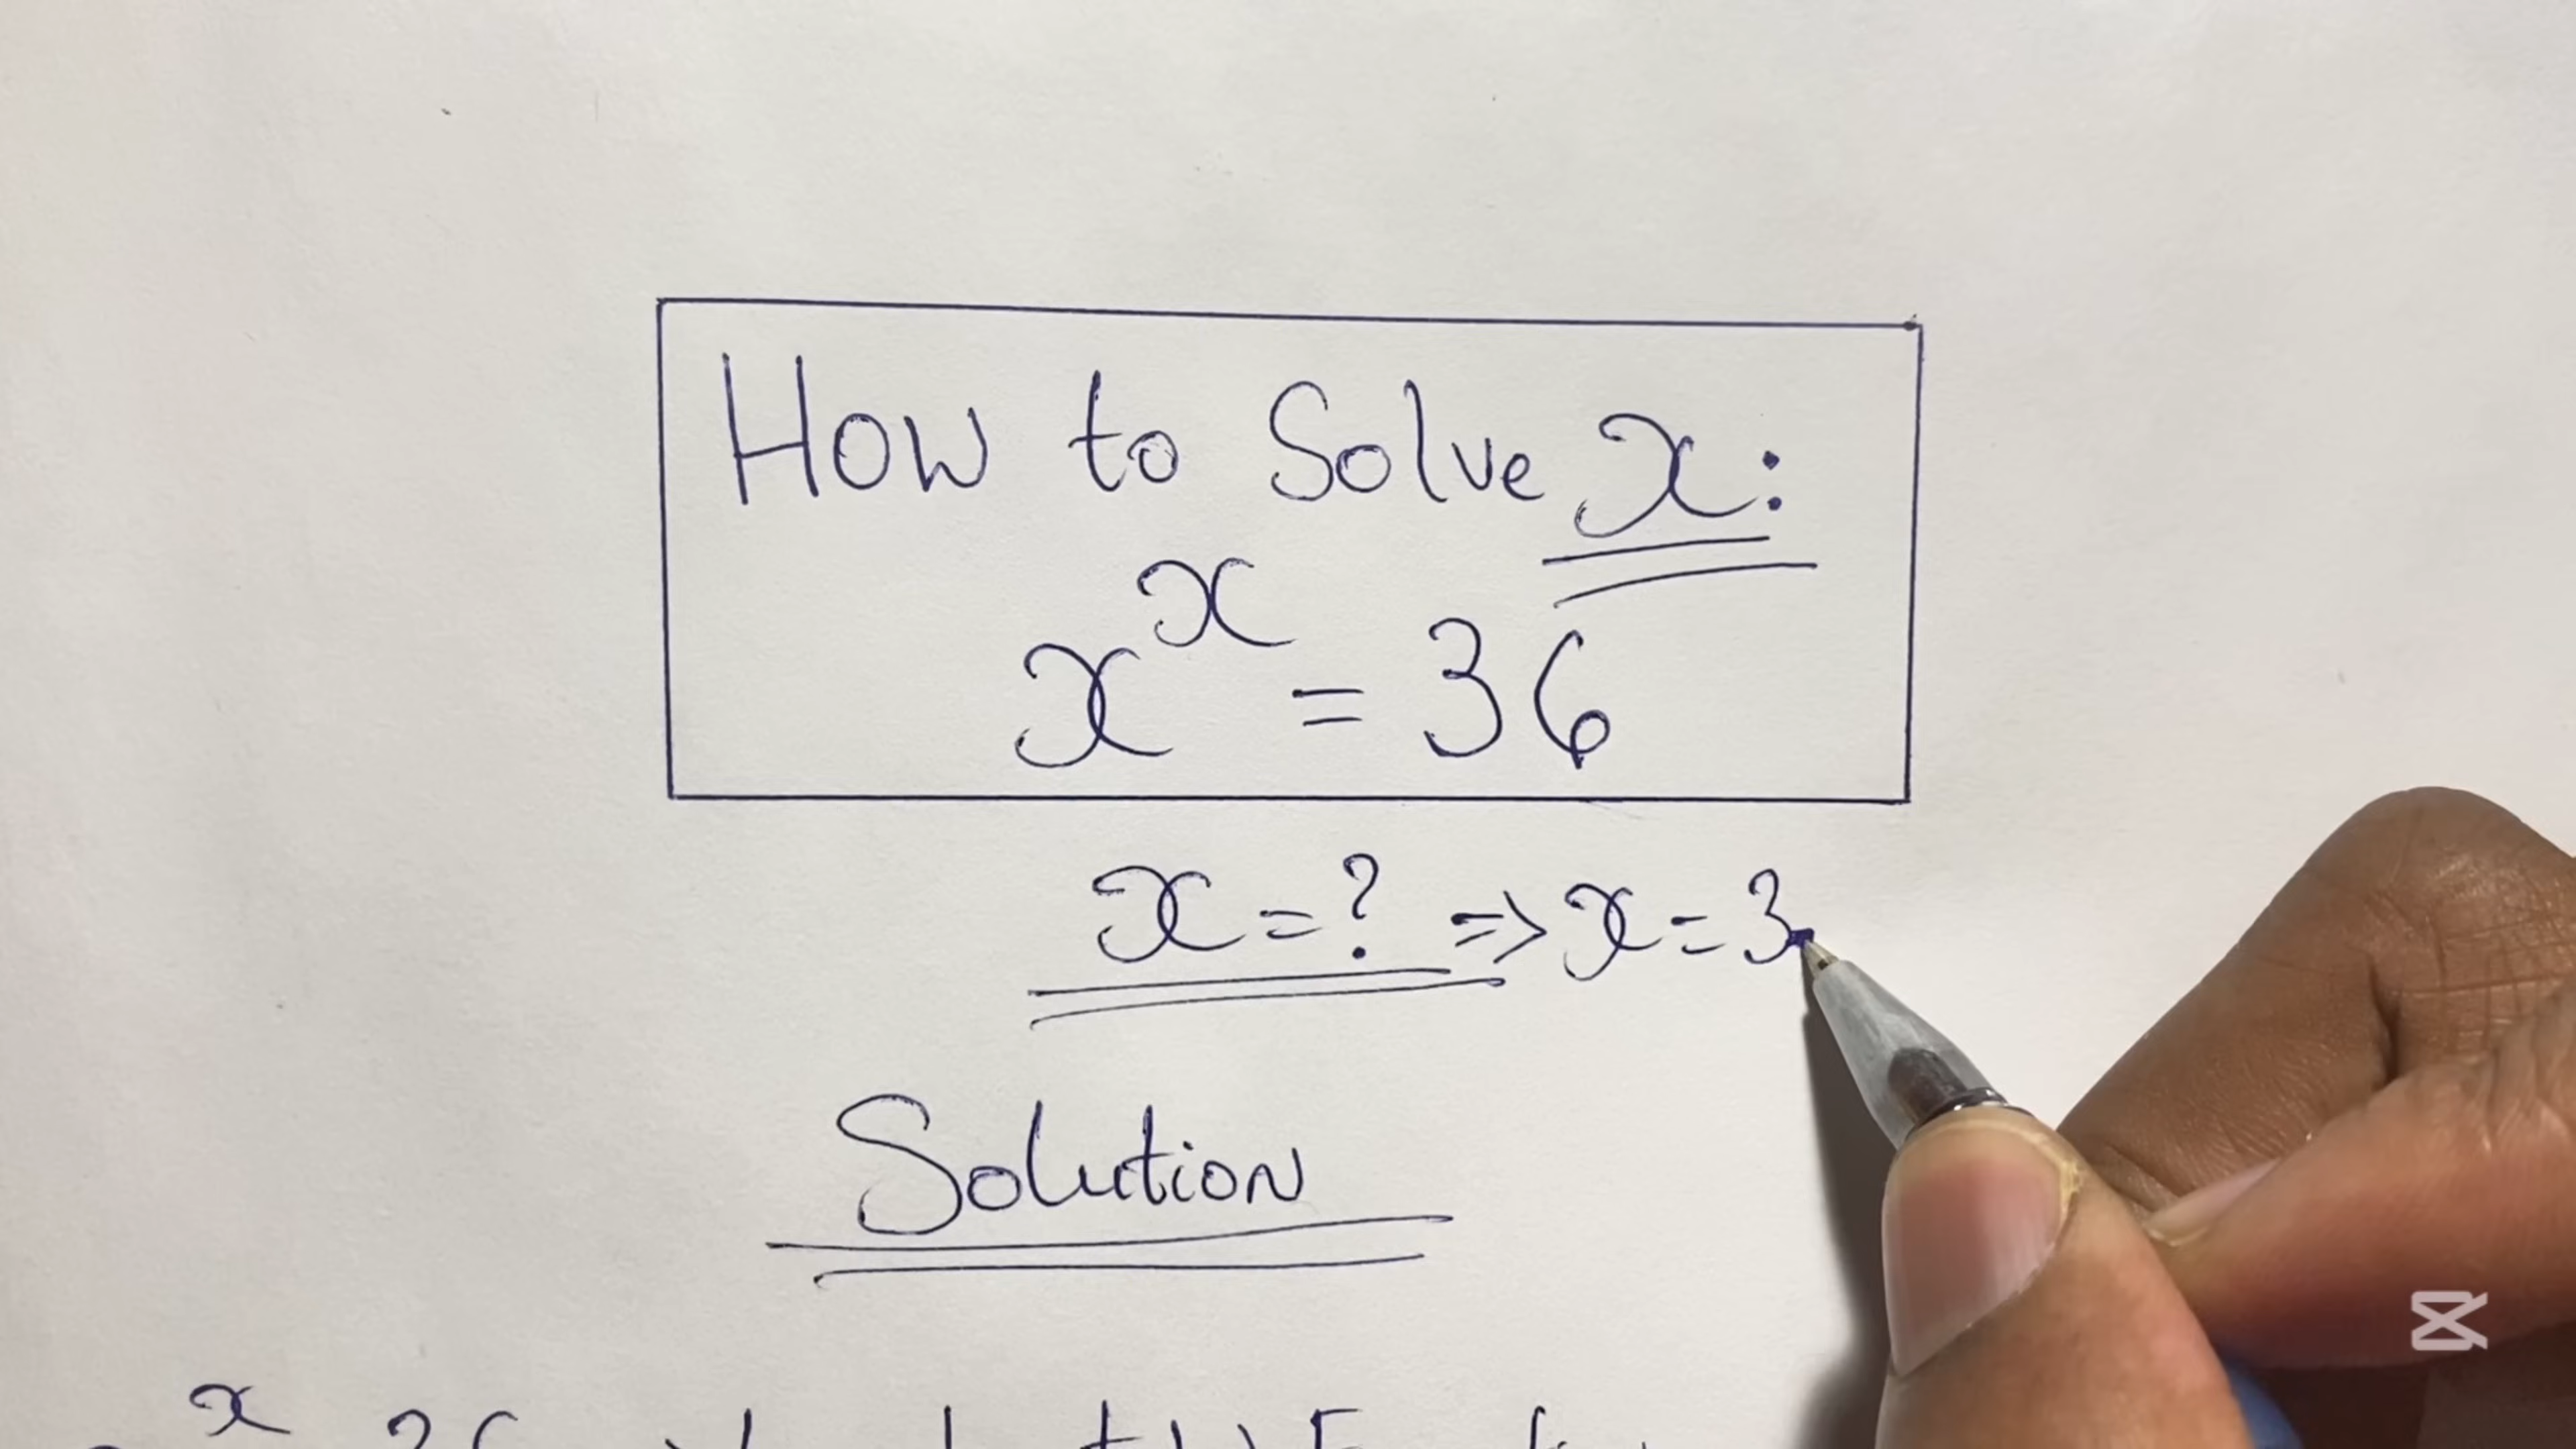 How to Solve x:
x^x = 36
x = ? => x = 3.
Solution